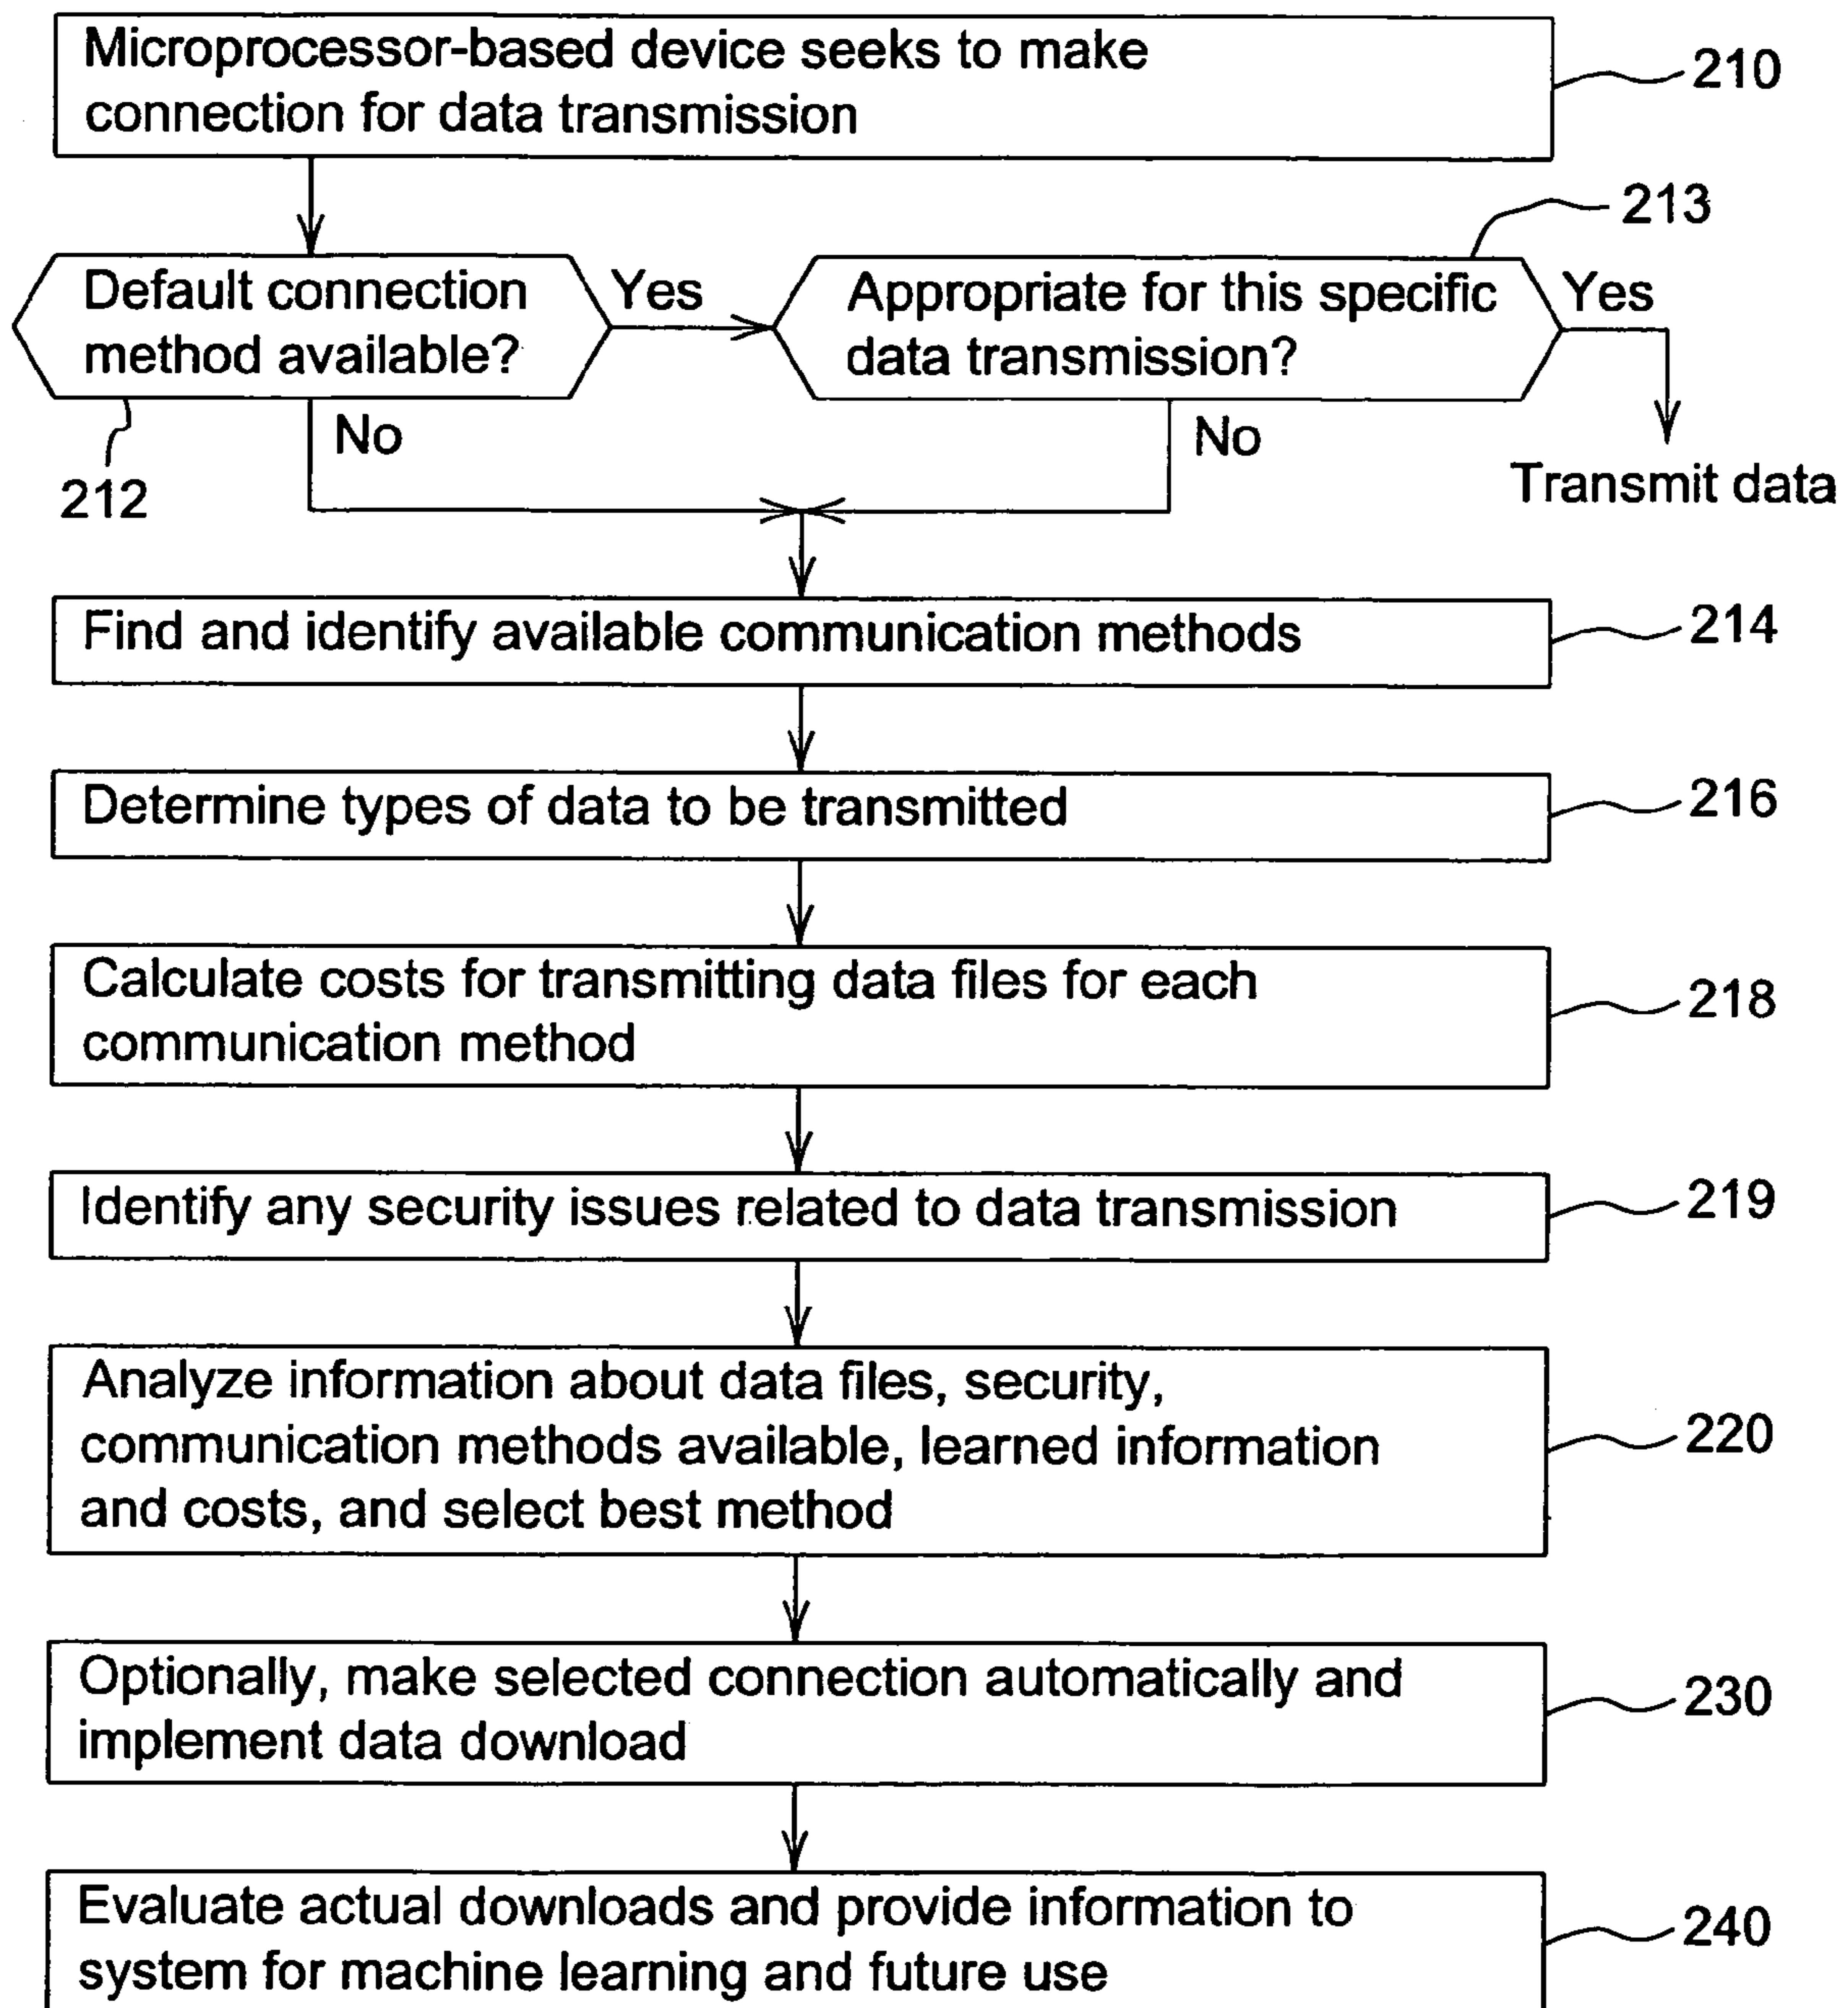 Microprocessor-based device seeks to make
connection for data transmission
210
213
Default connection
method available?
Yes
Appropriate for this specific
data transmission?
Yes
No
No
212
Transmit data
Find and identify available communication methods
214
Determine types of data to be transmitted
216
Calculate costs for transmitting data files for each
communication method
218
Identify any security issues related to data transmission
219
Analyze information about data files, security,
communication methods available, learned information
and costs, and select best method
220
Optionally, make selected connection automatically and
implement data download
230
Evaluate actual downloads and provide information to
system for machine learning and future use
240